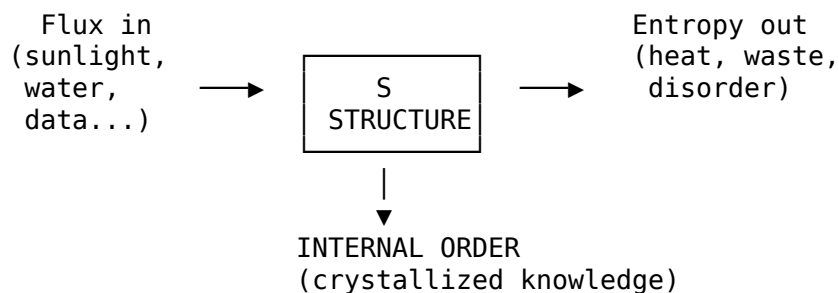 Flux in
(sunlight,
water,
data...)
S
STRUCTURE
Entropy out
(heat, waste,
disorder)
INTERNAL ORDER
(crystallized knowledge)